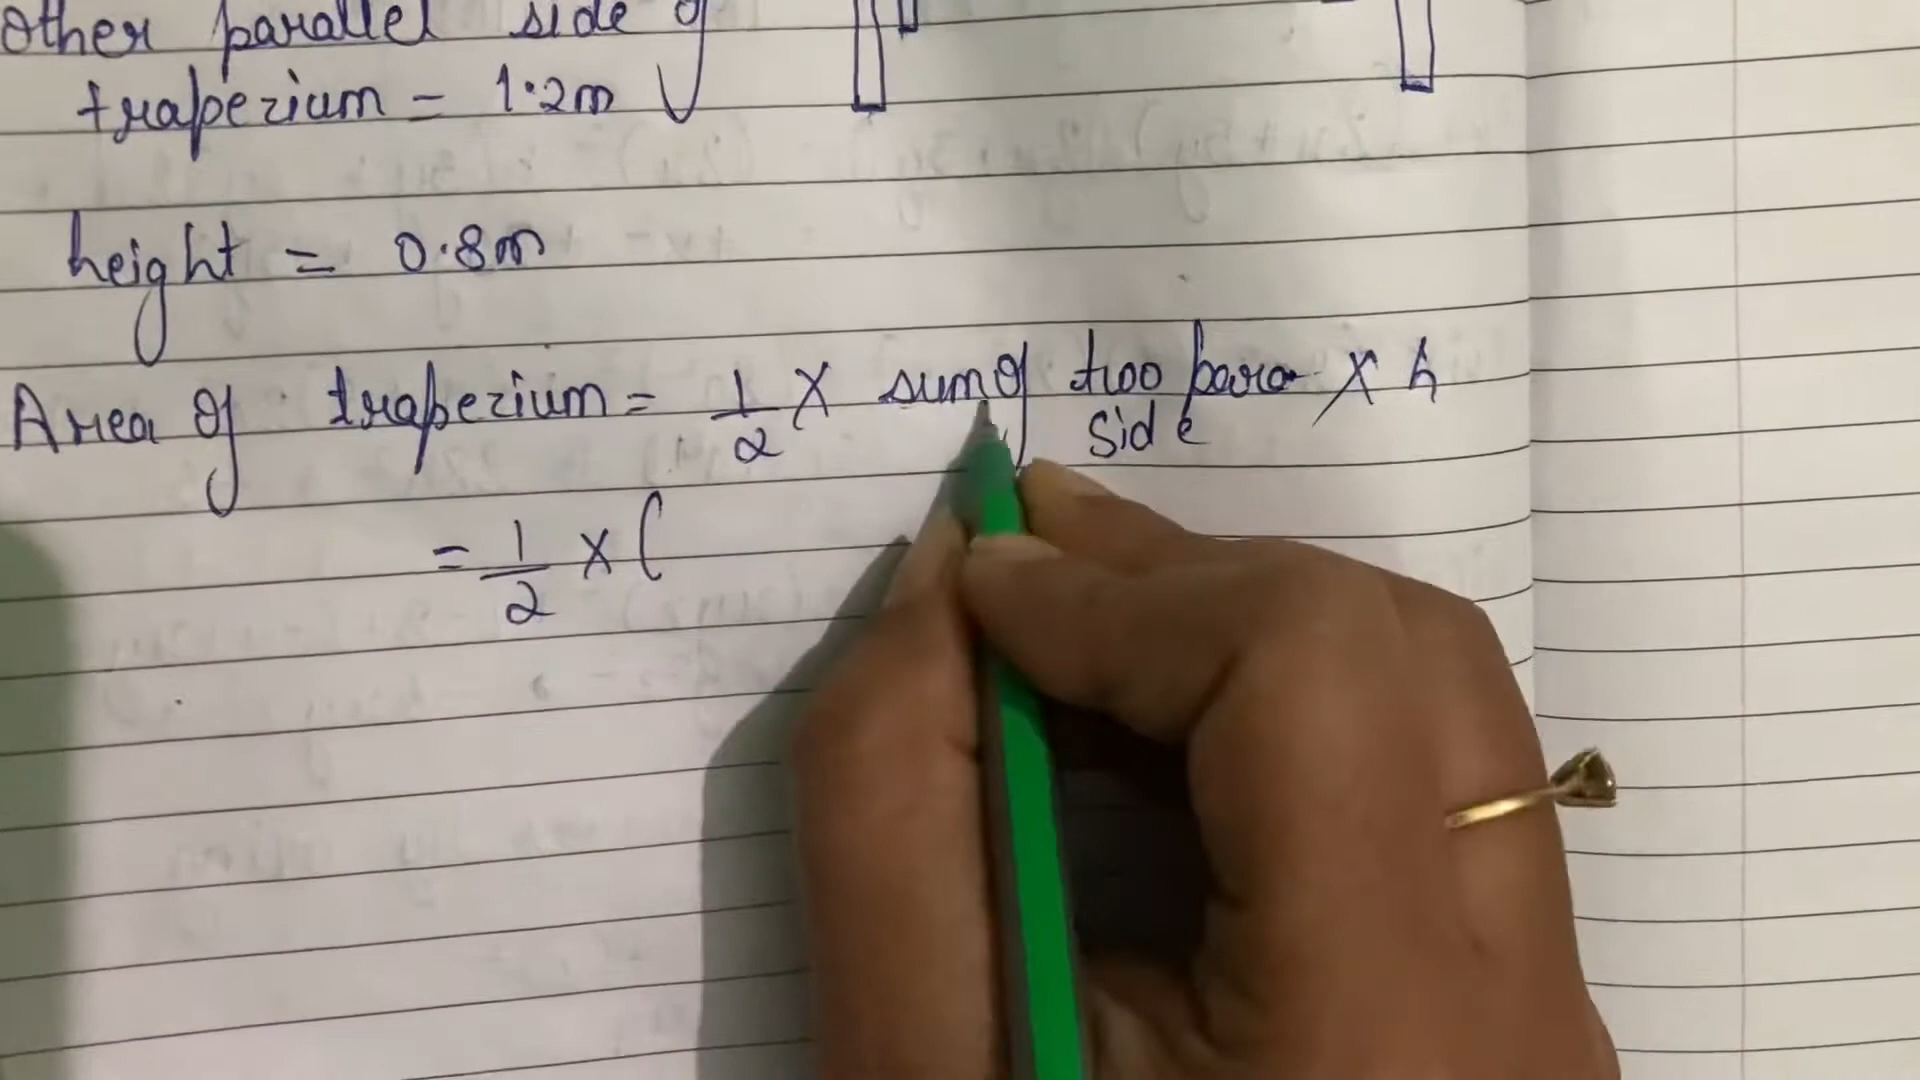 other parallel side of
trapezium = 1.2m
height = 0.8m
Area of trapezium = 1/2 × sum of two para × h
side
= 1/2 × (